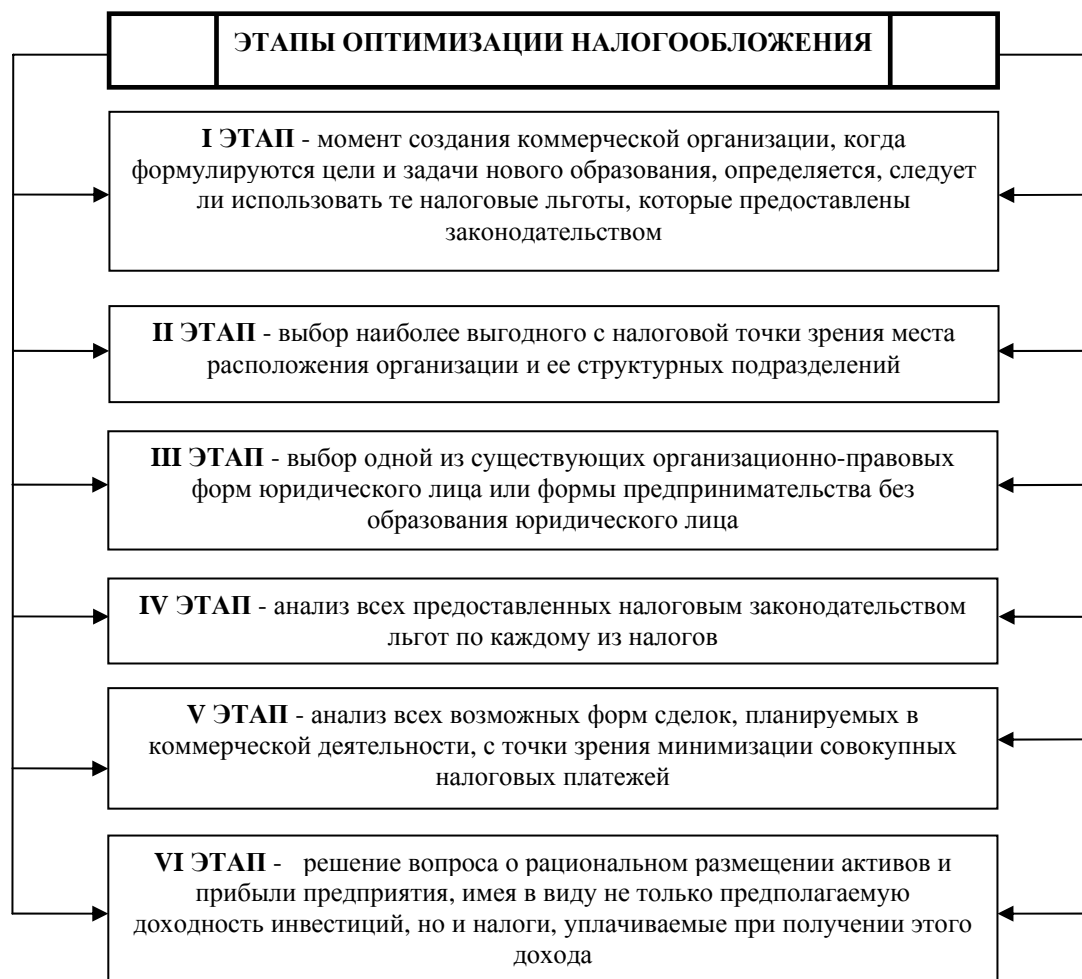 ЭТАПЫ ОПТИМИЗАЦИИ НАЛОГООБЛОЖЕНИЯ
I ЭТАП - момент создания коммерческой организации, когда
формулируются цели и задачи нового образования, определяется, следует
ли использовать те налоговые льготы, которые предоставлены
законодательством
II ЭТАП - выбор наиболее выгодного с налоговой точки зрения места
расположения организации и ее структурных подразделений
III ЭТАП - выбор одной из существующих организационно-правовых
форм юридического лица или формы предпринимательства без
образования юридического лица
IV ЭТАП - анализ всех предоставленных налоговым законодательством
льгот по каждому из налогов
V ЭТАП - анализ всех возможных форм сделок, планируемых в
коммерческой деятельности, с точки зрения минимизации совокупных
налоговых платежей
VI ЭТАП - решение вопроса о рациональном размещении активов и
прибыли предприятия, имея в виду не только предполагаемую
доходность инвестиций, но и налоги, уплачиваемые при получении этого
дохода